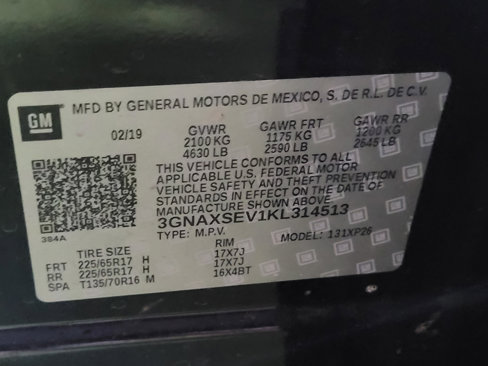 GM
MFD BY GENERAL MOTORS DE MEXICO, S. DE R.L. DE C.V.
02/19 GVWR GAWR FRT GAWR RR
2100 KG 1175 KG 1200 KG
4630 LB 2590 LB 2645 LB
THIS VEHICLE CONFORMS TO ALL
APPLICABLE U.S. FEDERAL MOTOR
VEHICLE SAFETY AND THEFT PREVENTION
STANDARDS IN EFFECT ON THE DATE OF
MANUFACTURE SHOWN ABOVE
3GNAXSEV1KL314513
TYPE: M.P.V. MODEL: 131XP26
384A
TIRE SIZE RIM
FRT 225/65R17 H 17X7J
RR 225/65R17 H 17X7J
SPA T135/70R16 M 16X4BT